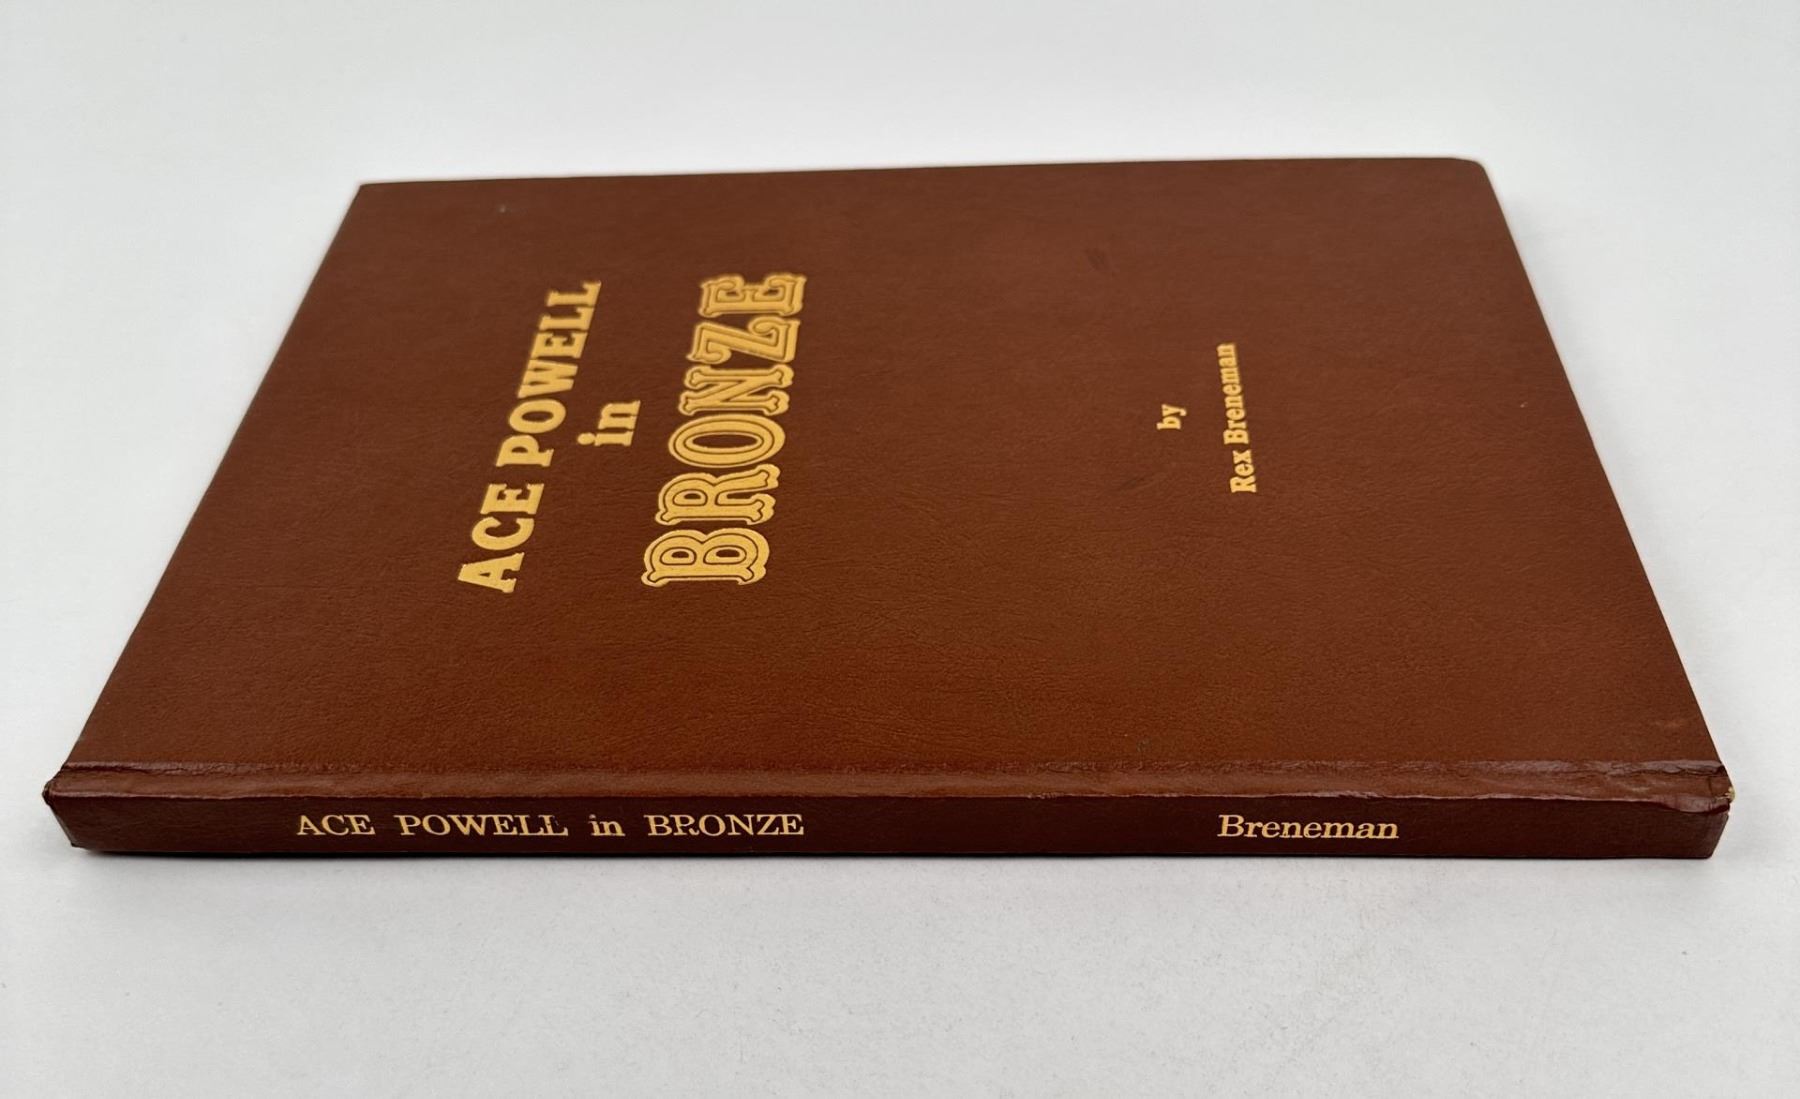 ACE POWELL
in
BRONZE
by
Rex Breneman
ACE POWELL in BRONZE
Breneman